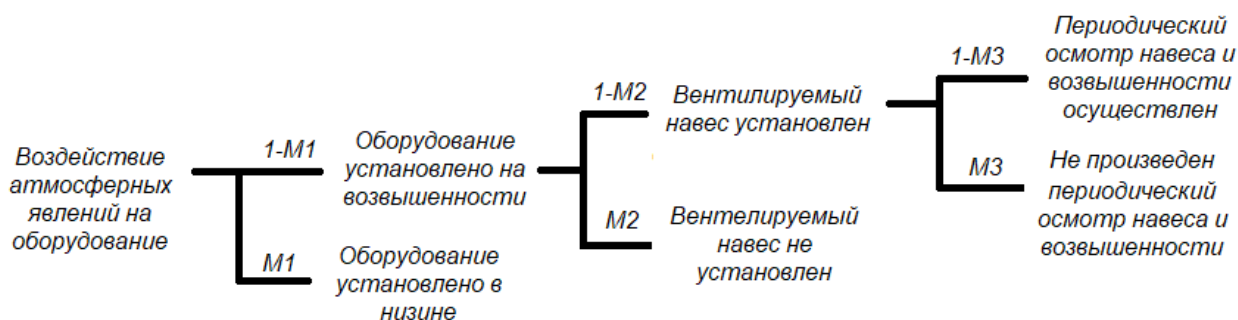 Воздействие
атмосферных
явлений на
оборудование
1-М1
М1
Оборудование
установлено на
возвышенности
Оборудование
установлено в
низине
1-М2
М2
Вентилируемый
навес установлен
Вентелируемый
навес не
установлен
1-М3
М3
Периодический
осмотр навеса и
возвышенности
осуществлен
Не произведен
периодический
осмотр навеса и
возвышенности